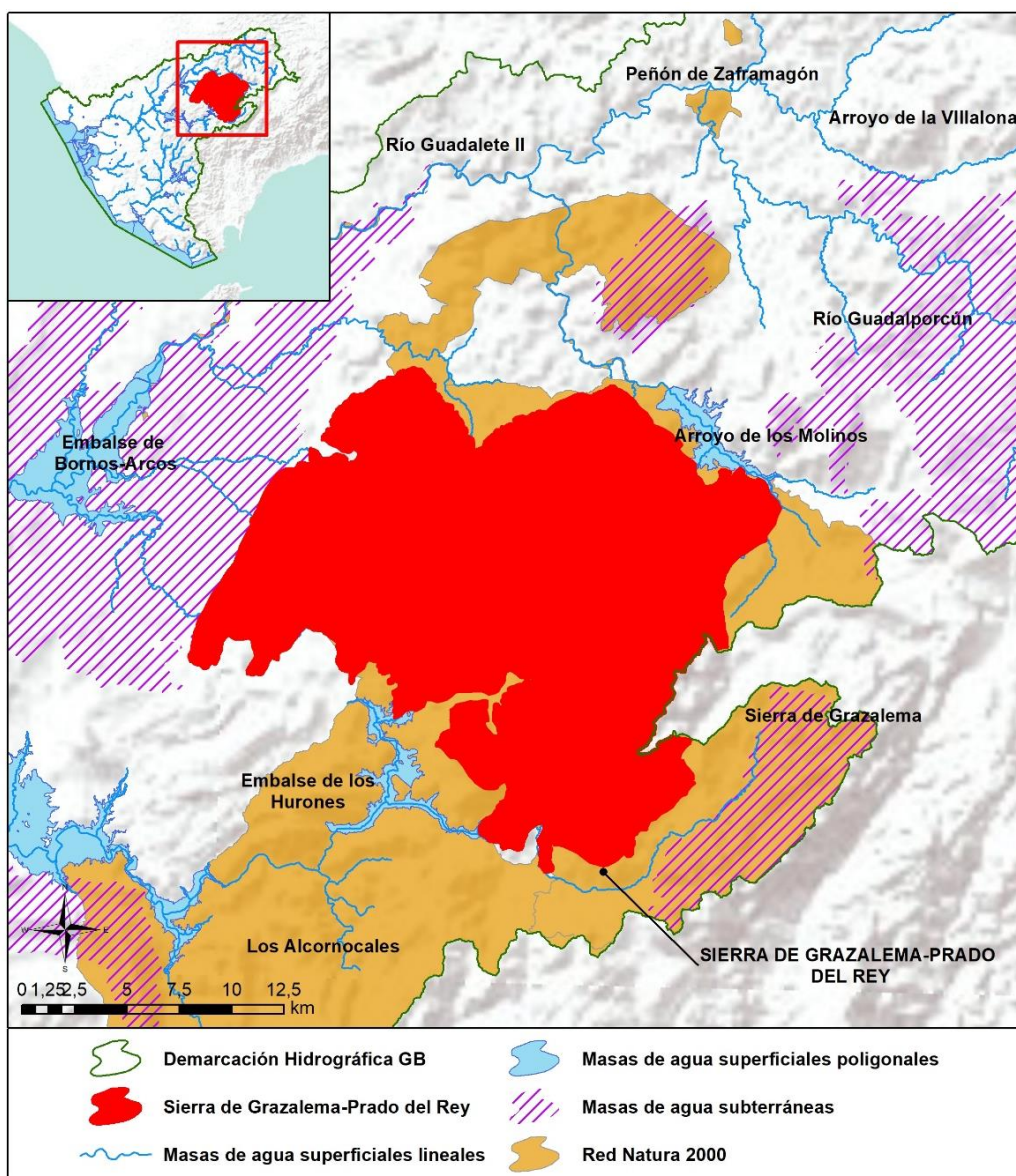 Peñón de Zaframagón
Arroyo de la VIllalona
Río Guadalete II
Río Guadalporcún
Embalse de
Bornos-Arcos
Arroyo de los Molinos
Sierra de Grazalema
Embalse de los
Hurones
Los Alcornocales
SIERRA DE GRAZALEMA-PRADO
DEL REY
N
W E
S
0 1,25 2,5 5 7,5 10 12,5
km
Demarcación Hidrográfica GB
Sierra de Grazalema-Prado del Rey
Masas de agua superficiales lineales
Masas de agua superficiales poligonales
Masas de agua subterráneas
Red Natura 2000